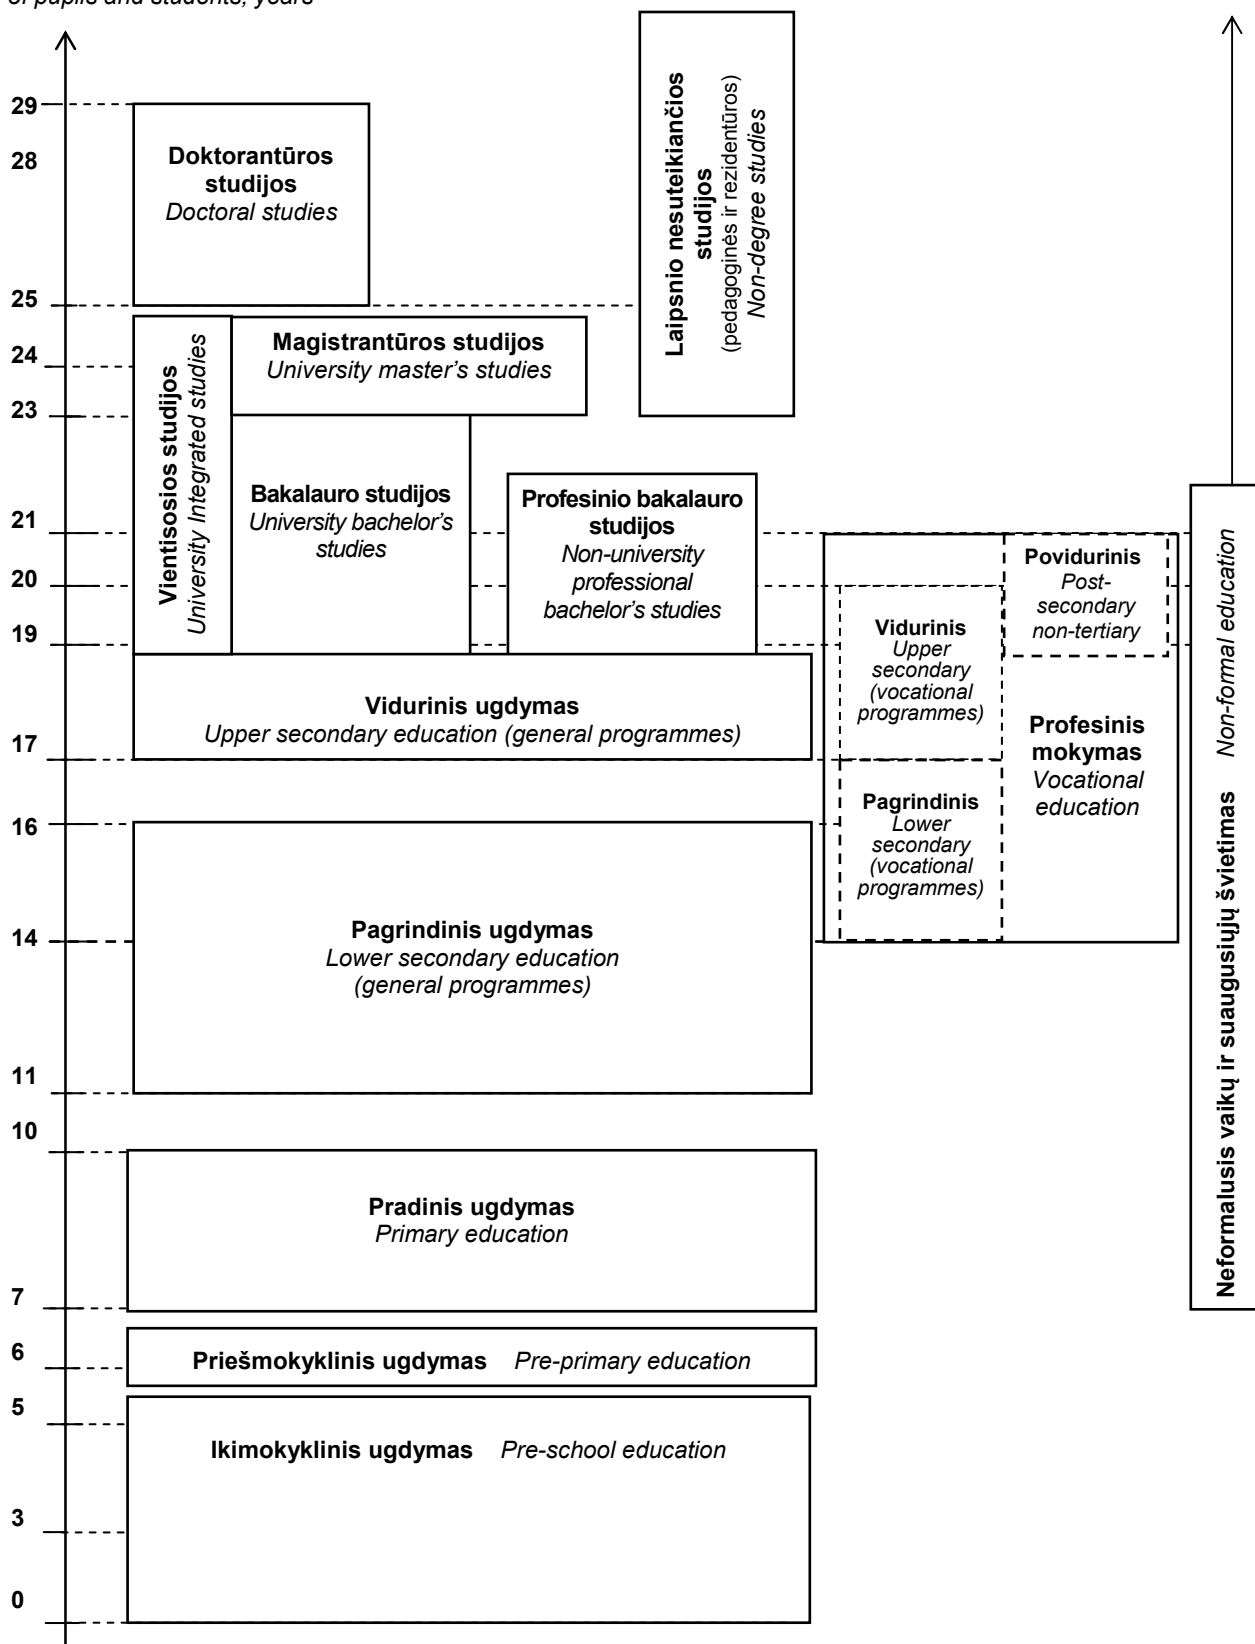 of pupils and students, years
29
28
25
24
23
21
20
19
17
16
14
11
10
7
6
5
3
0
Doktorantūros
studijos
Doctoral studies
Laipsnio nesuteikiančios
studijos
(pedagoginės ir rezidentūros)
Non-degree studies
Vientisosios studijos
University Integrated studies
Magistrantūros studijos
University master's studies
Bakalauro studijos
University bachelor's
studies
Profesinio bakalauro
studijos
Non-university
professional
bachelor's studies
Povidurinis
Post-
secondary
non-tertiary
Vidurinis
Upper
secondary
(vocational
programmes)
Profesinis
mokymas
Vocational
education
Pagrindinis
Lower
secondary
(vocational
programmes)
Vidurinis ugdymas
Upper secondary education (general programmes)
Pagrindinis ugdymas
Lower secondary education
(general programmes)
Pradinis ugdymas
Primary education
Priešmokyklinis ugdymas Pre-primary education
Ikimokyklinis ugdymas Pre-school education
Neformalusis vaikų ir suaugusiųjų švietimas Non-formal education